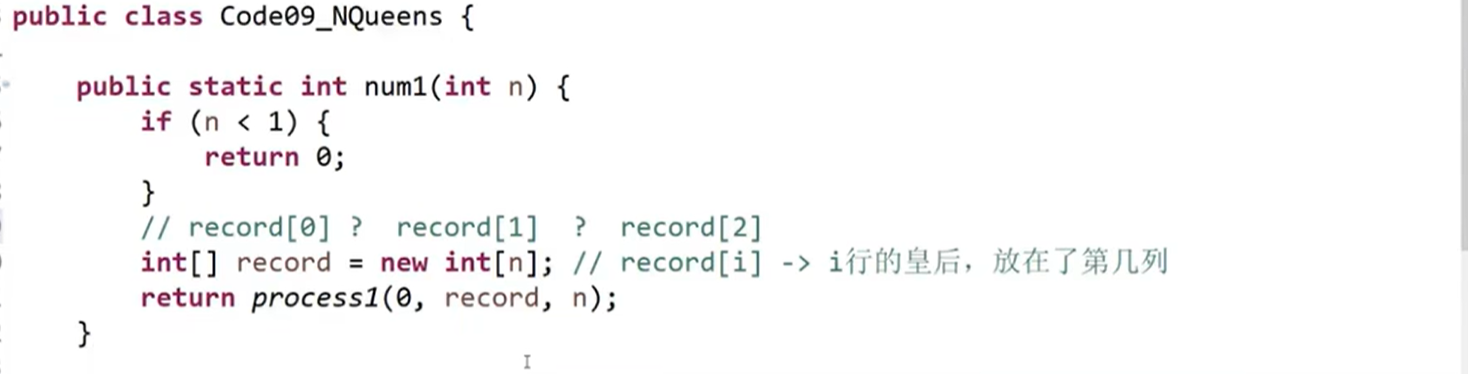 public class Code09_NQueens {
public static int num1(int n) {
if (n < 1) {
return 0;
}
// record[0] ?  record[1]  ?  record[2]
int[] record = new int[n]; // record[i] -> i行的皇后，放在了第几列
return process1(0, record, n);
}